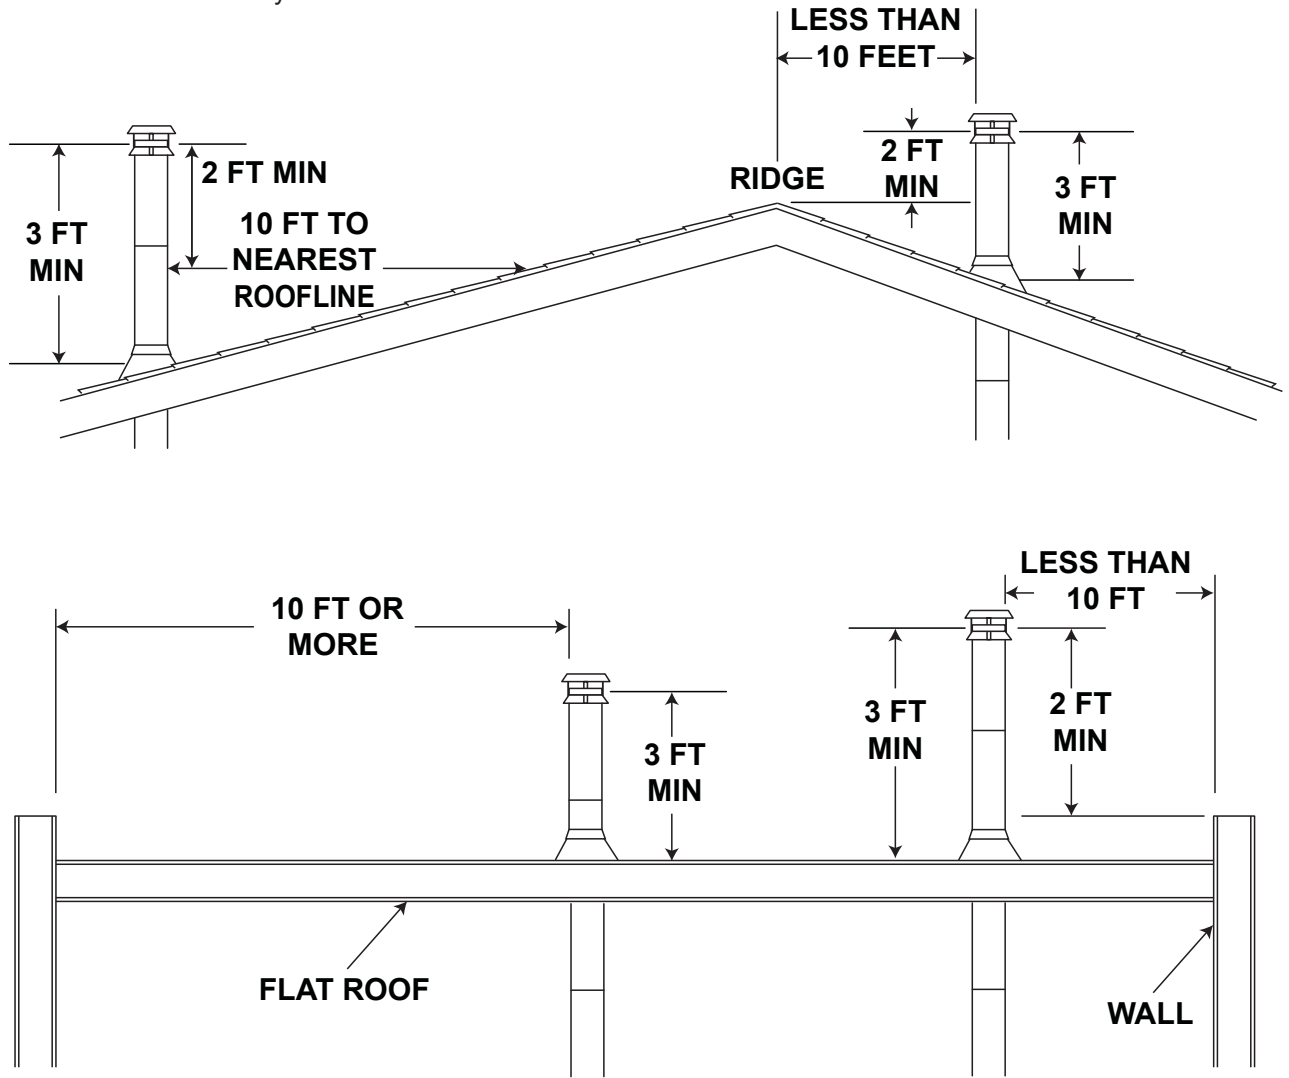 LESS THAN
10 FEET
2 FT MIN
3 FT
MIN
10 FT TO
NEAREST
ROOFLINE
RIDGE
2 FT
MIN
3 FT
MIN
LESS THAN
10 FT
10 FT OR
MORE
3 FT
MIN
3 FT
MIN
2 FT
MIN
FLAT ROOF
WALL